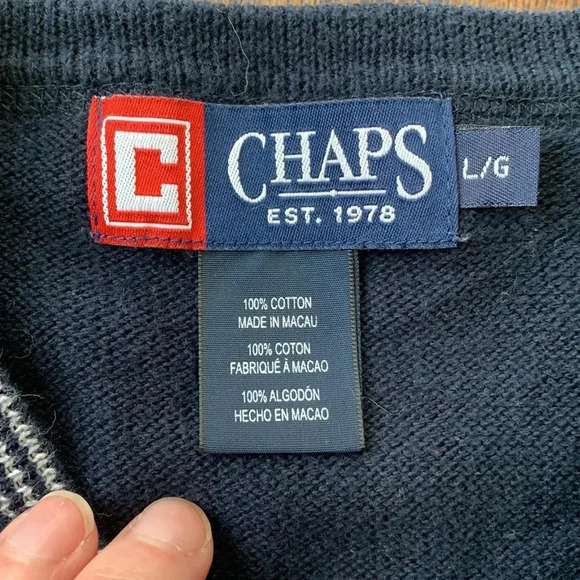 C
CHAPS
EST. 1978
L/G
100% COTTON
MADE IN MACAU
100% COTON
FABRIQUÉ À MACAO
100% ALGODÓN
HECHO EN MACAO